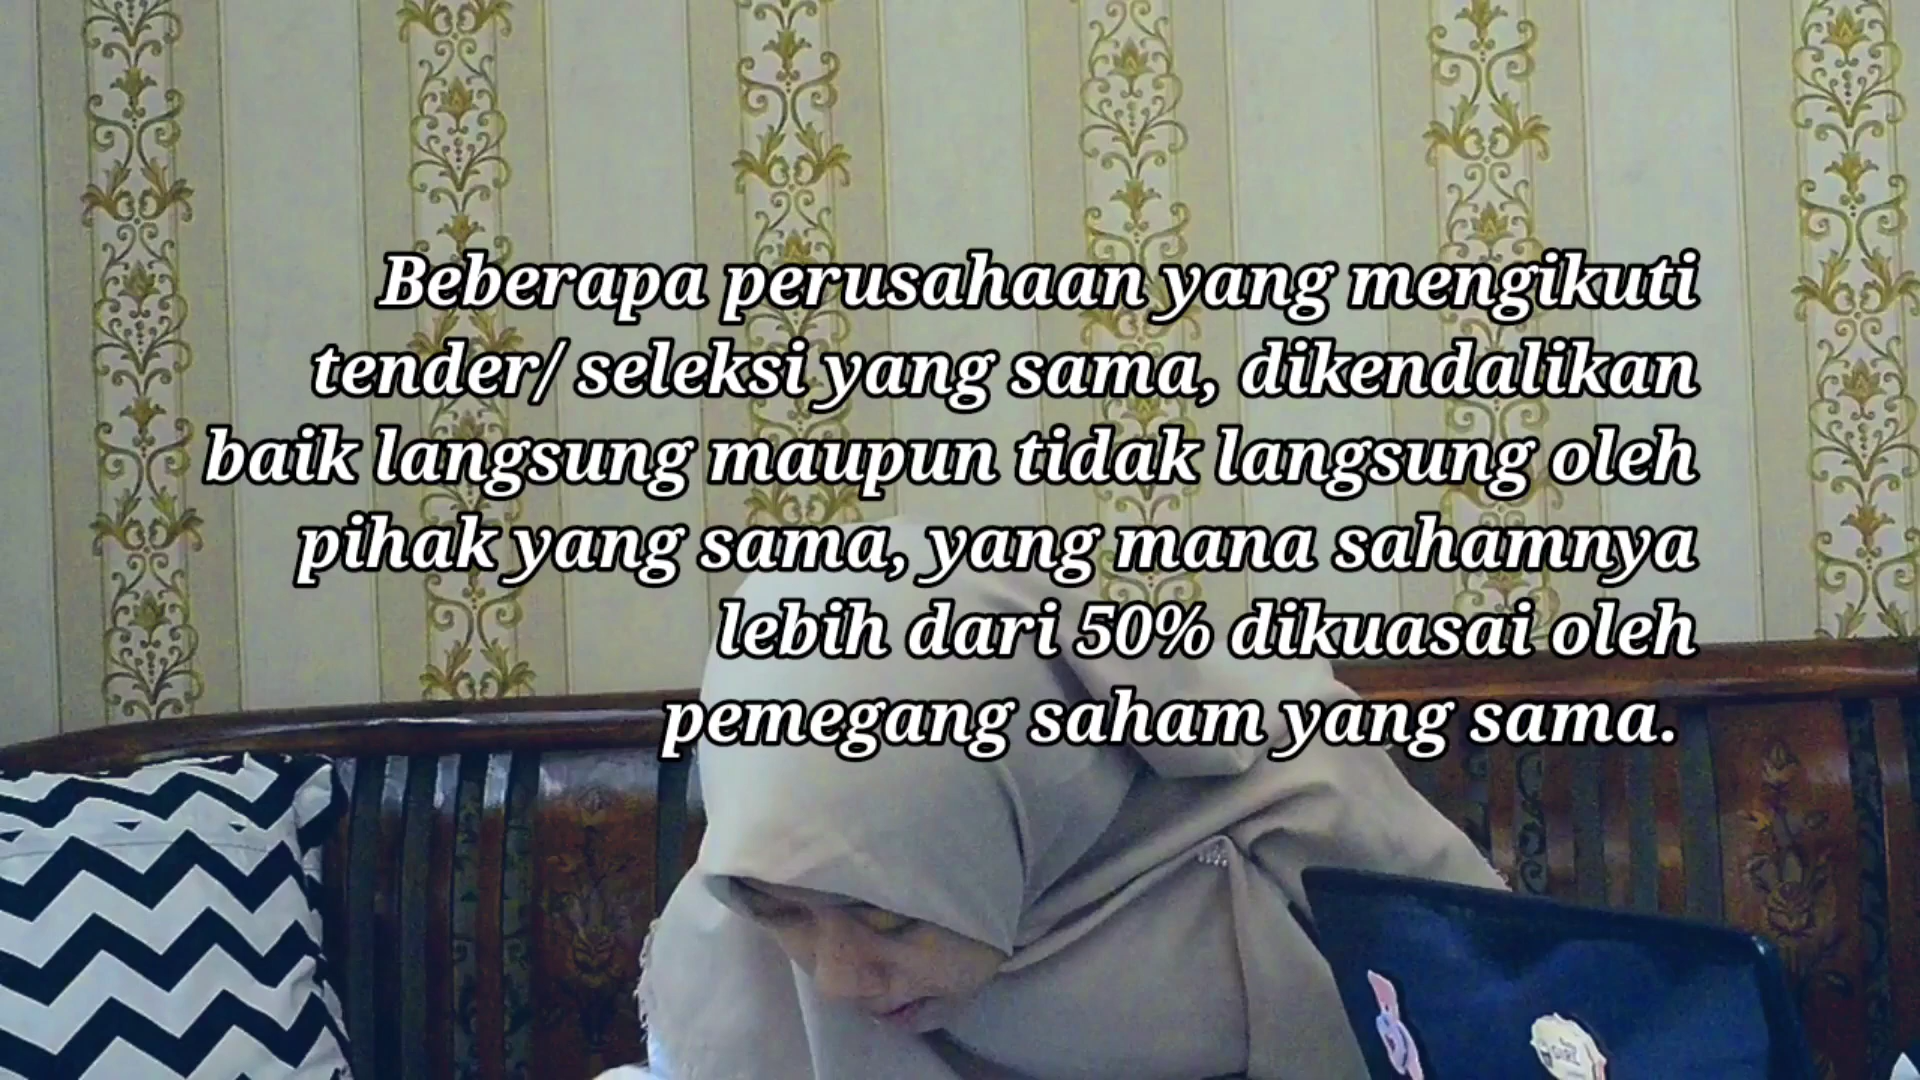 Beberapa perusahaan yang mengikuti
tender/ seleksi yang sama, dikendalikan
baik langsung maupun tidak langsung oleh
pihak yang sama, yang mana sahamnya
lebih dari 50% dikuasai oleh
pemegang saham yang sama.